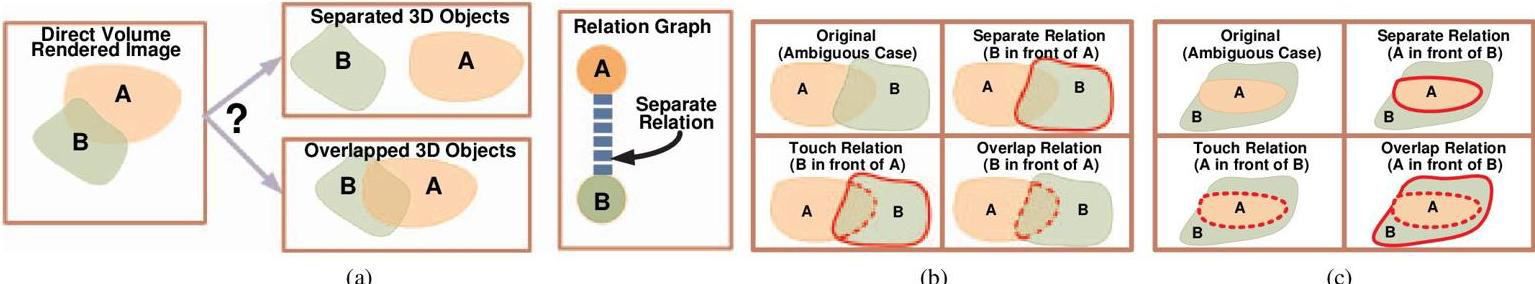 Direct Volume
Rendered Image
A
B
?
Separated 3D Objects
B
A
Overlapped 3D Objects
B
A
Relation Graph
A
Separate
Relation
B
(a)
Original
(Ambiguous Case)
A
B
Separate Relation
(B in front of A)
A
B
Touch Relation
(B in front of A)
A
B
Overlap Relation
(B in front of A)
A
B
(b)
Original
(Ambiguous Case)
A
B
Separate Relation
(A in front of B)
A
B
Touch Relation
(A in front of B)
A
B
Overlap Relation
(A in front of B)
A
B
(c)